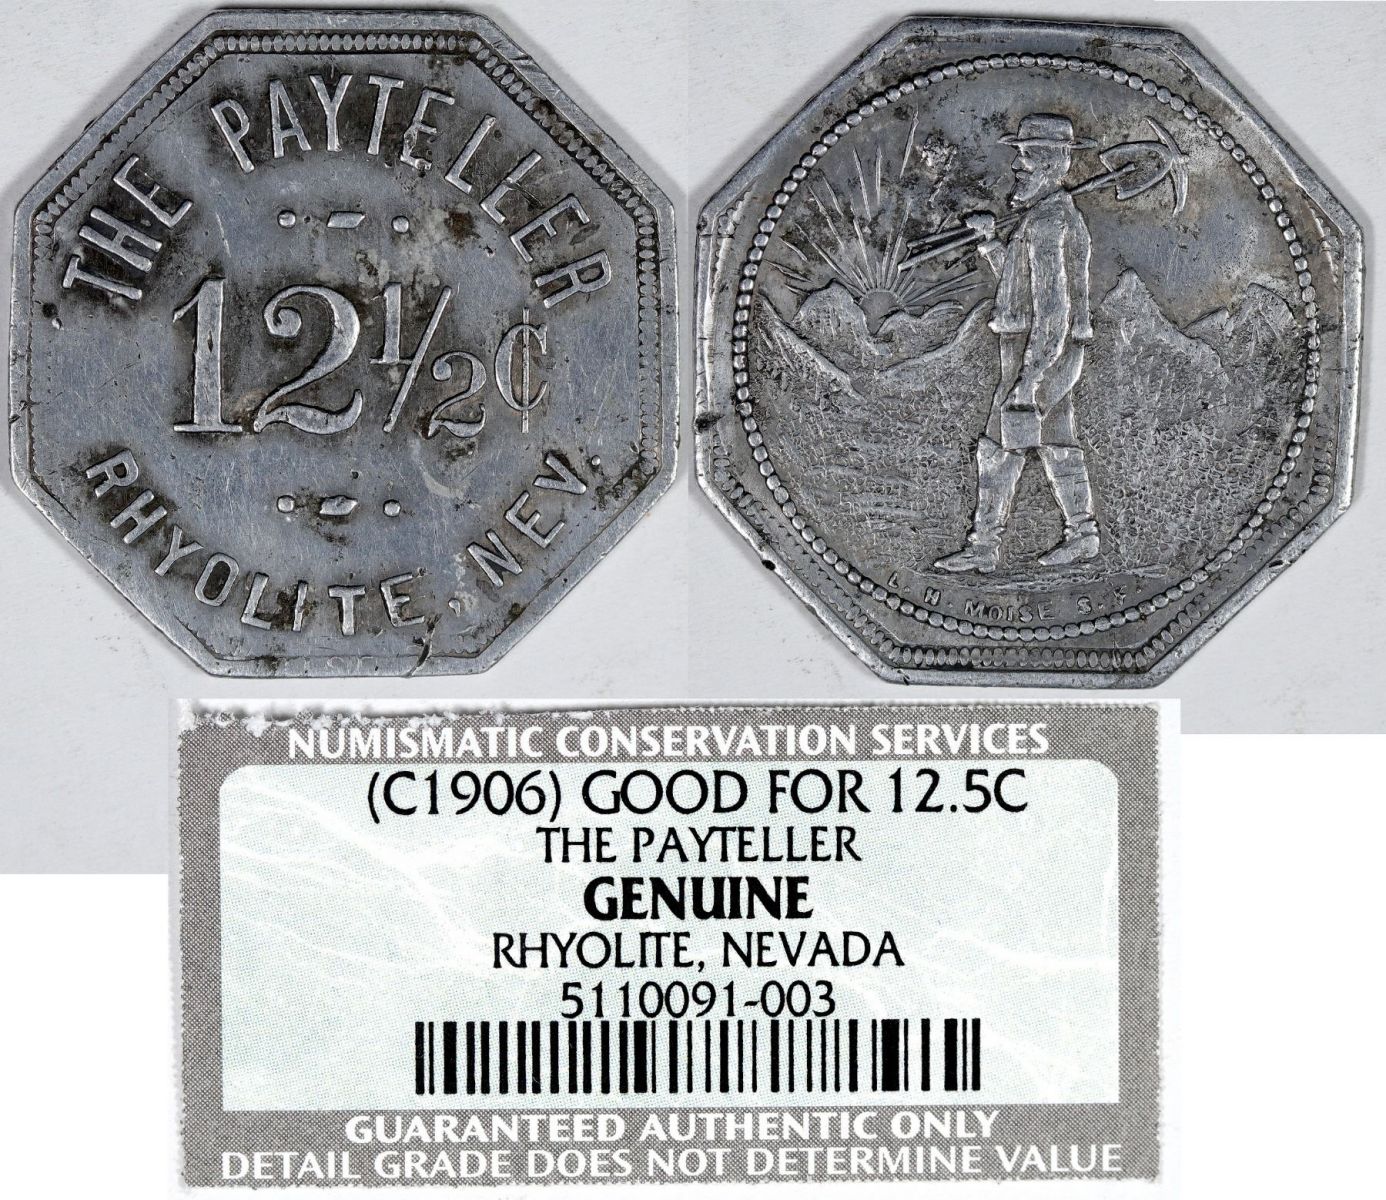 THE PAYTELLER
12½¢
RHYOLITE, NEV.
L. H. MOISE S. F.
NUMISMATIC CONSERVATION SERVICES
(C1906) GOOD FOR 12.5C
THE PAYTELLER
GENUINE
RHYOLITE, NEVADA
5110091-003
GUARANTEED AUTHENTIC ONLY
DETAIL GRADE DOES NOT DETERMINE VALUE